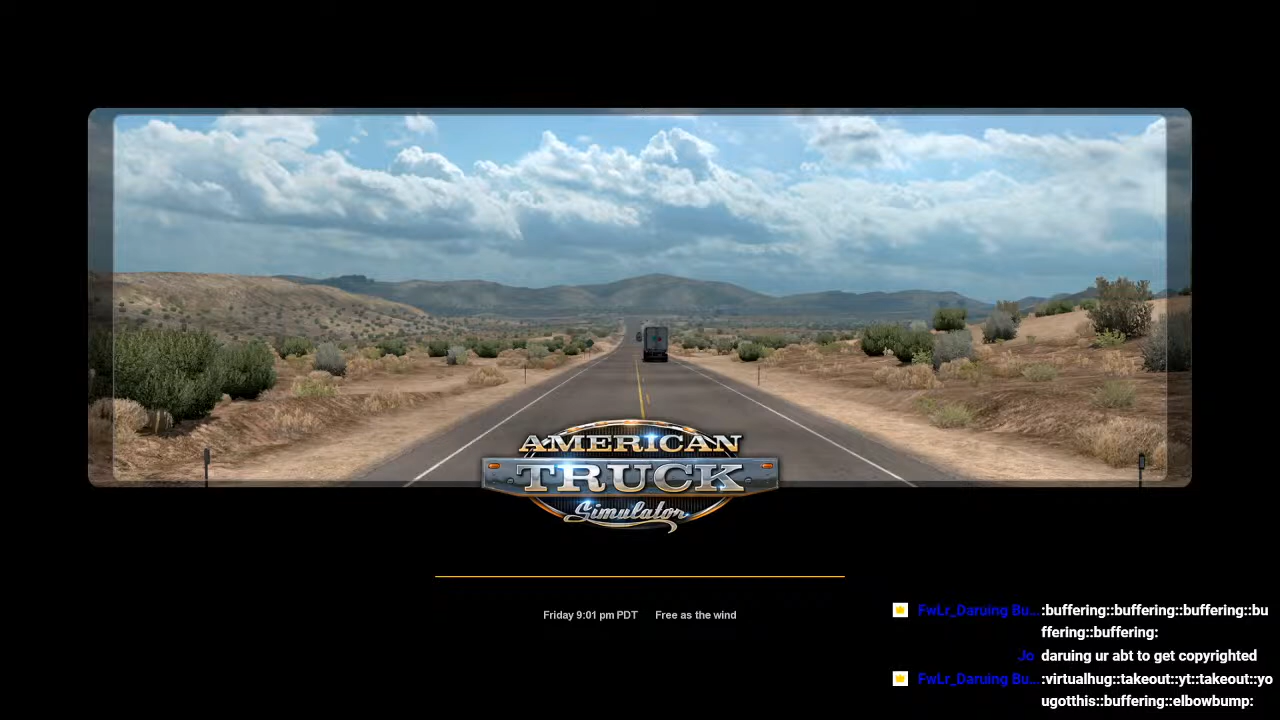 AMERICAN
TRUCK
Simulator
Friday 9:01 pm PDT Free as the wind
FwLr_Daruing Bu... :buffering::buffering::buffering::bu
ffering::buffering:
Jo daruing ur abt to get copyrighted
FwLr_Daruing Bu... :virtualhug::takeout::yt::takeout::yo
ugotthis::buffering::elbowbump: